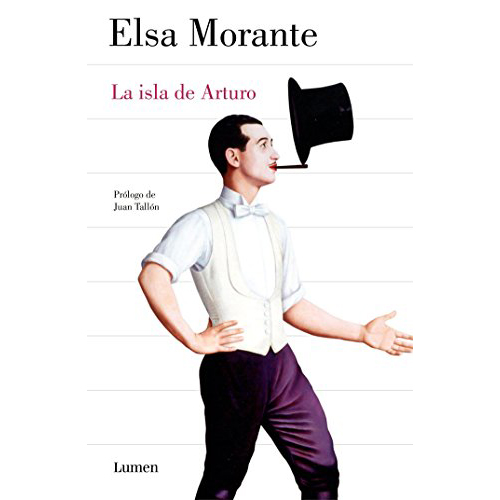 Elsa Morante
La isla de Arturo
Prólogo de
Juan Tallón
Lumen